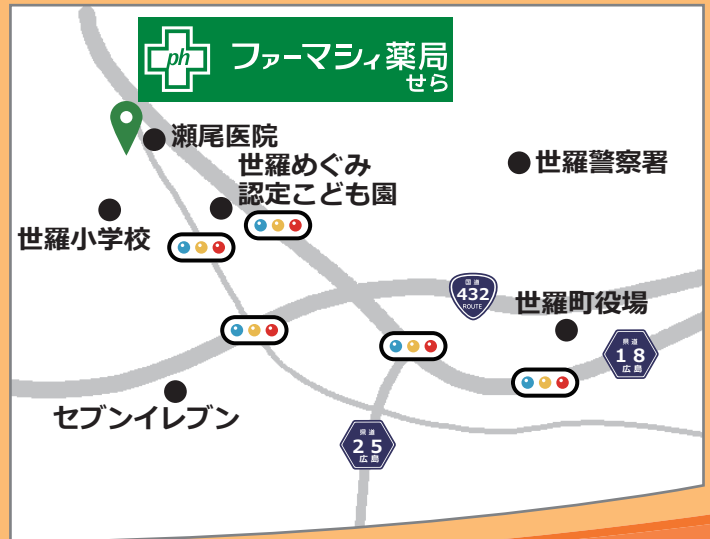 ph
ファーマシィ薬局
せら
瀬尾医院
世羅めぐみ
認定こども園
世羅警察署
世羅小学校
国道
432
ROUTE
世羅町役場
県道
18
広島
セブンイレブン
県道
25
広島